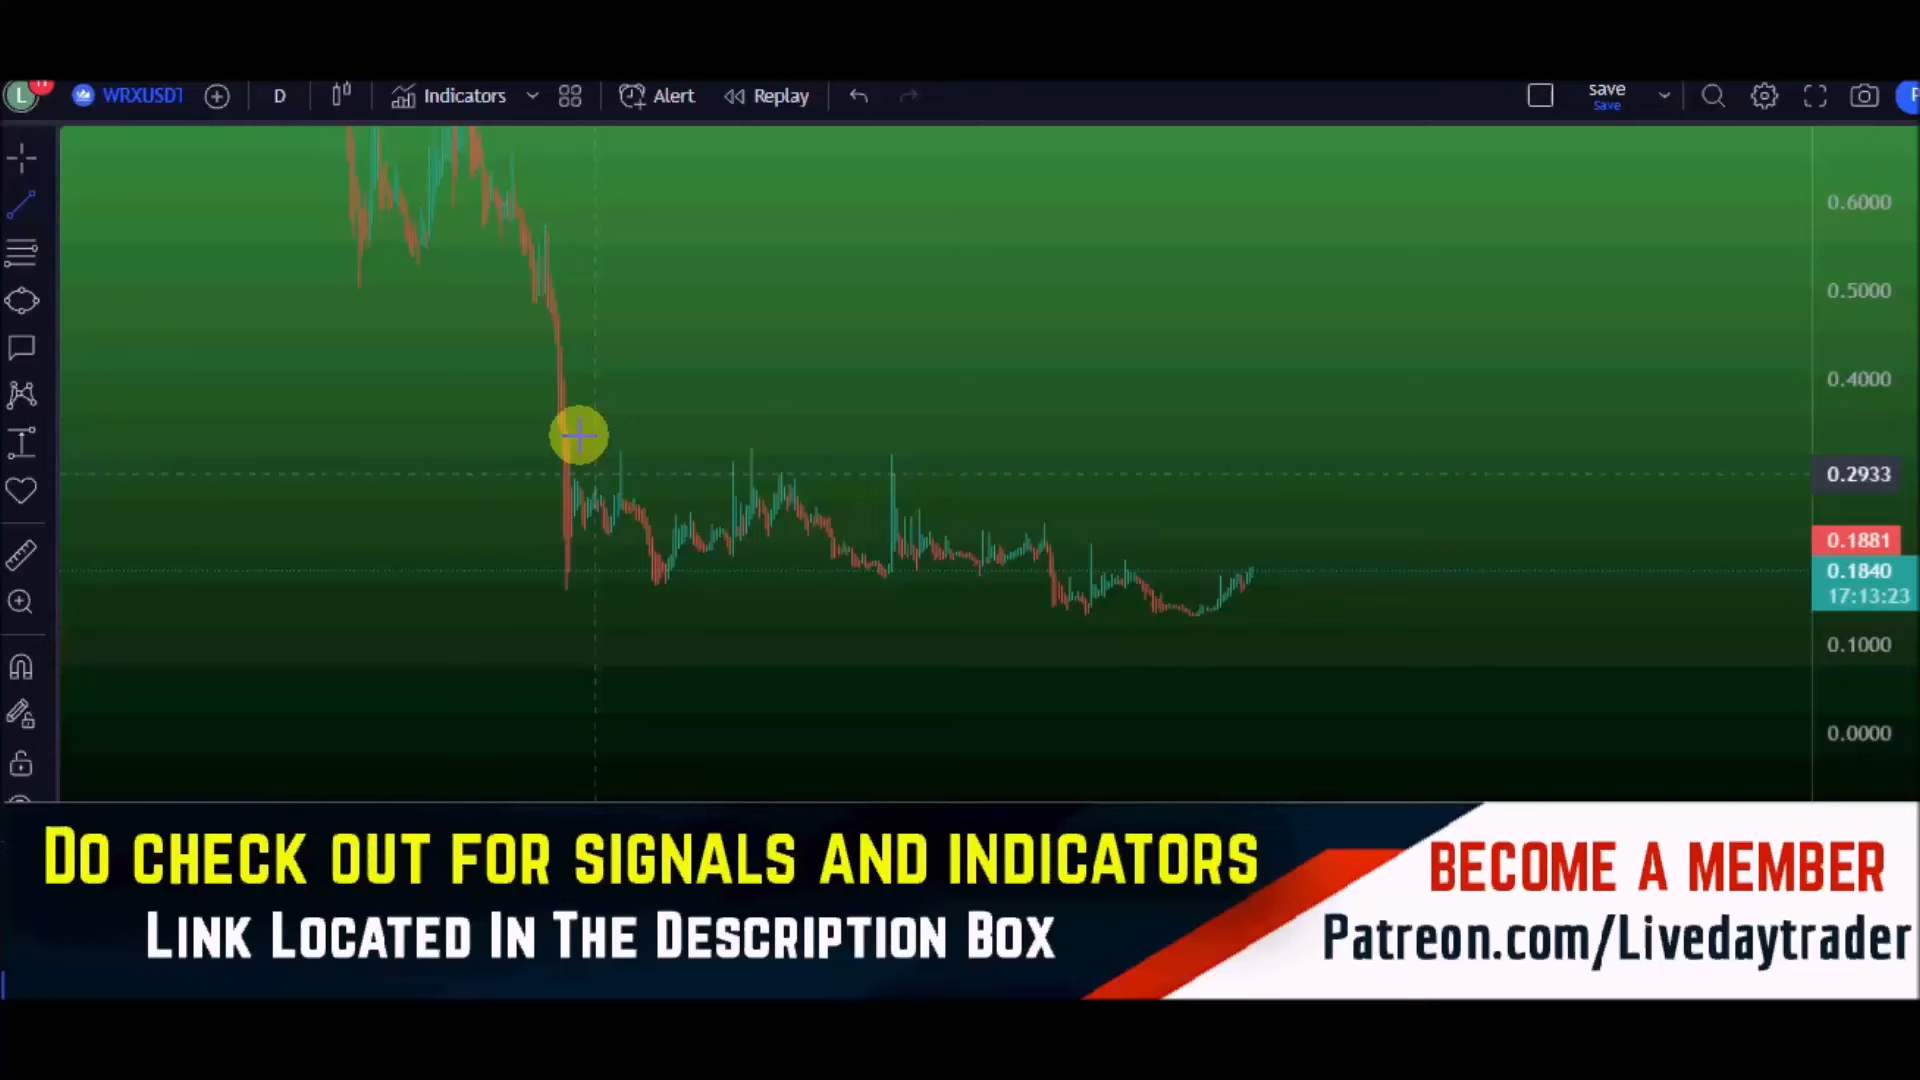 L 11 WRXUSDT D Indicators Alert Replay save
Save
0.6000
0.5000
0.4000
0.2933
0.1881
0.1840
17:13:23
0.1000
0.0000
DO CHECK OUT FOR SIGNALS AND INDICATORS
LINK LOCATED IN THE DESCRIPTION BOX
BECOME A MEMBER
Patreon.com/Livedaytrader